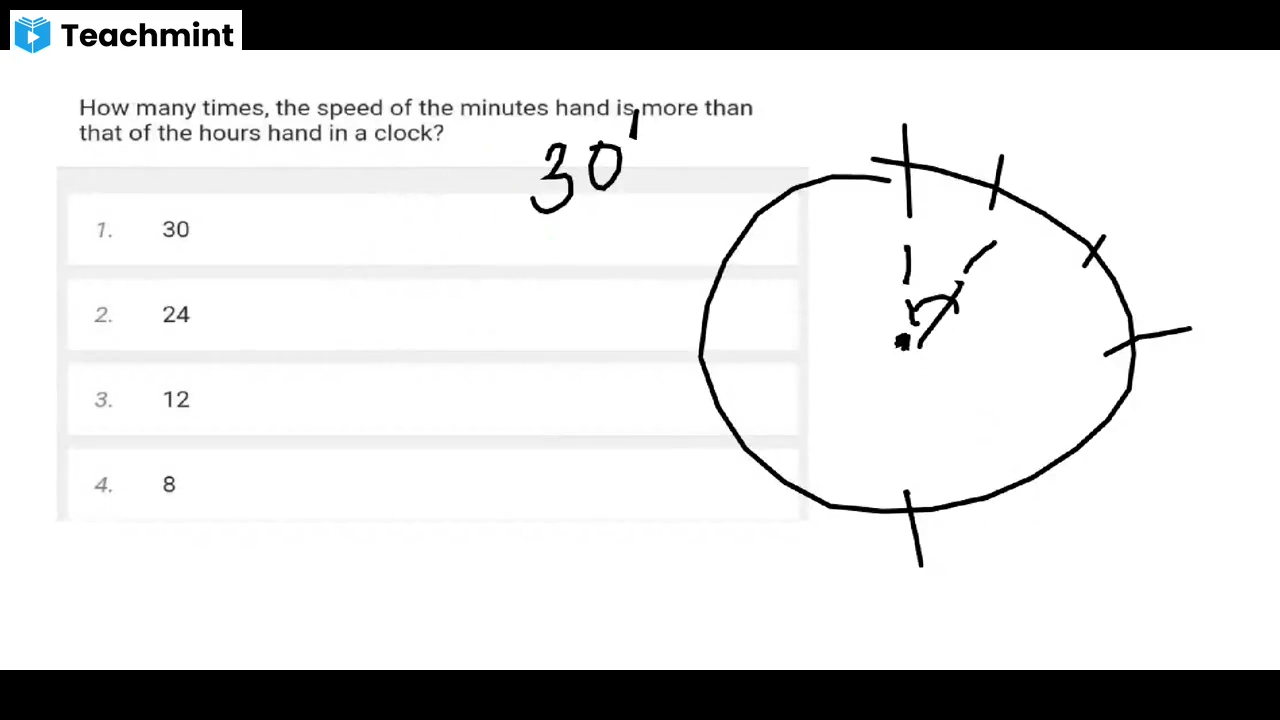 Teachmint
How many times, the speed of the minutes hand is more than
that of the hours hand in a clock?
30'
1. 30
2. 24
3. 12
4. 8